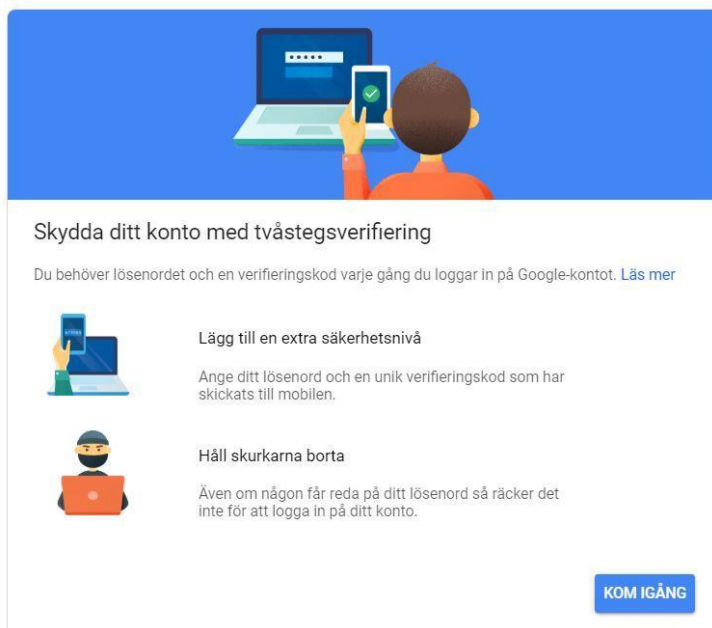 Skydda ditt konto med tvåstegsverifiering
Du behöver lösenordet och en verifieringskod varje gång du loggar in på Google-kontot. Läs mer
Lägg till en extra säkerhetsnivå
Ange ditt lösenord och en unik verifieringskod som har
skickats till mobilen.
Håll skurkarna borta
Även om någon får reda på ditt lösenord så räcker det
inte för att logga in på ditt konto.
KOM IGÅNG